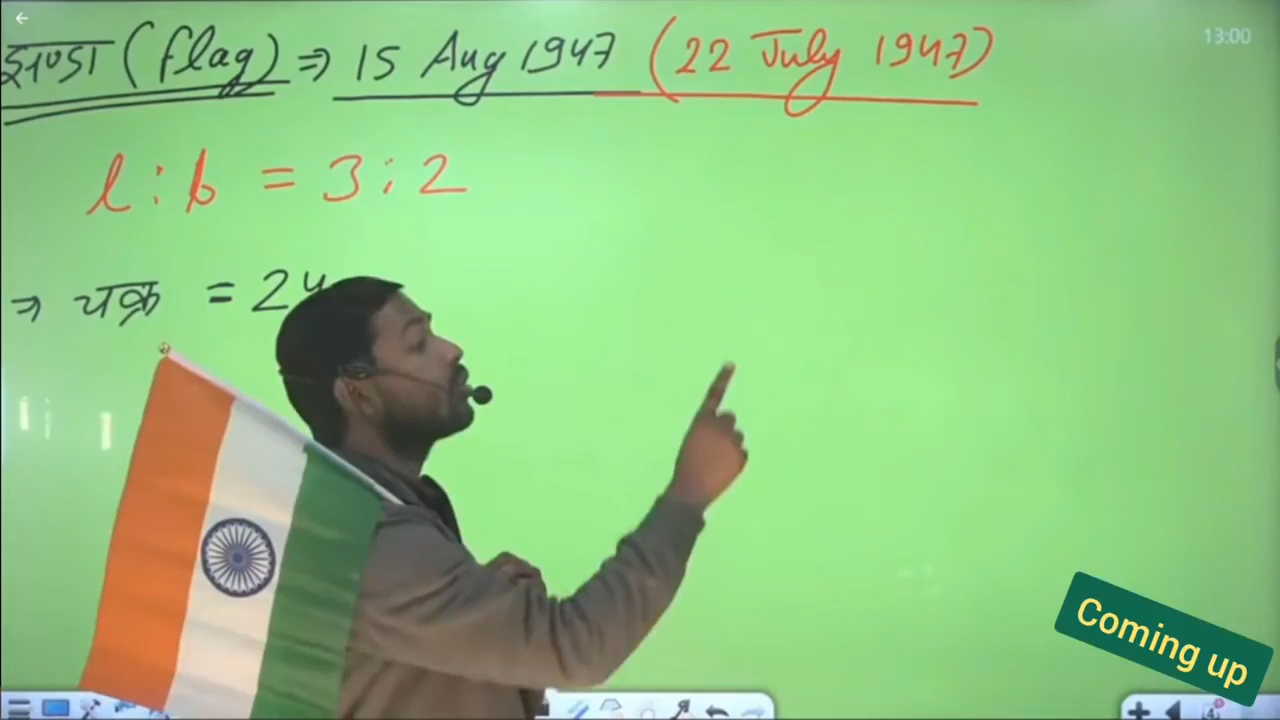 13:00
झण्डा (flag) ⇒ 15 Aug 1947 (22 July 1947)
l : b = 3 : 2
⇒ चक्र = 24
Coming up